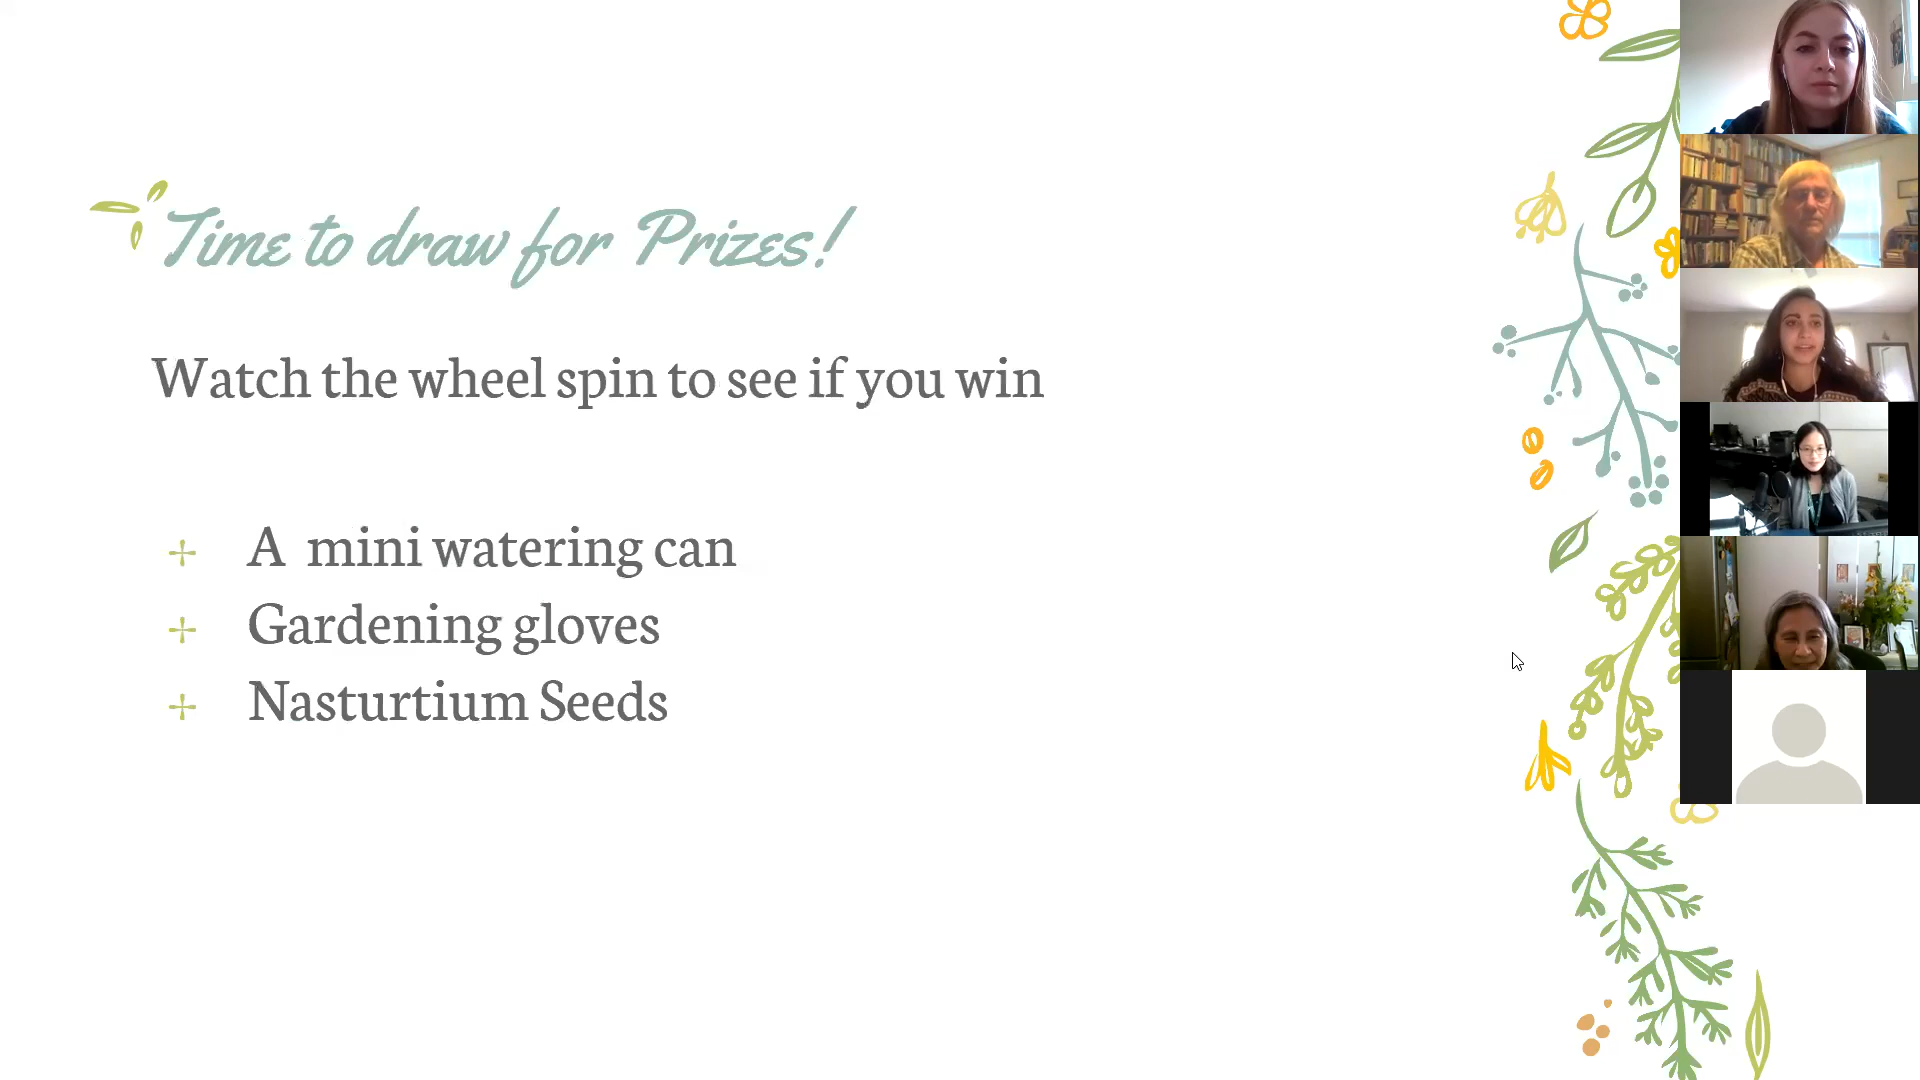 Time to draw for Prizes!
Watch the wheel spin to see if you win
A mini watering can
Gardening gloves
Nasturtium Seeds